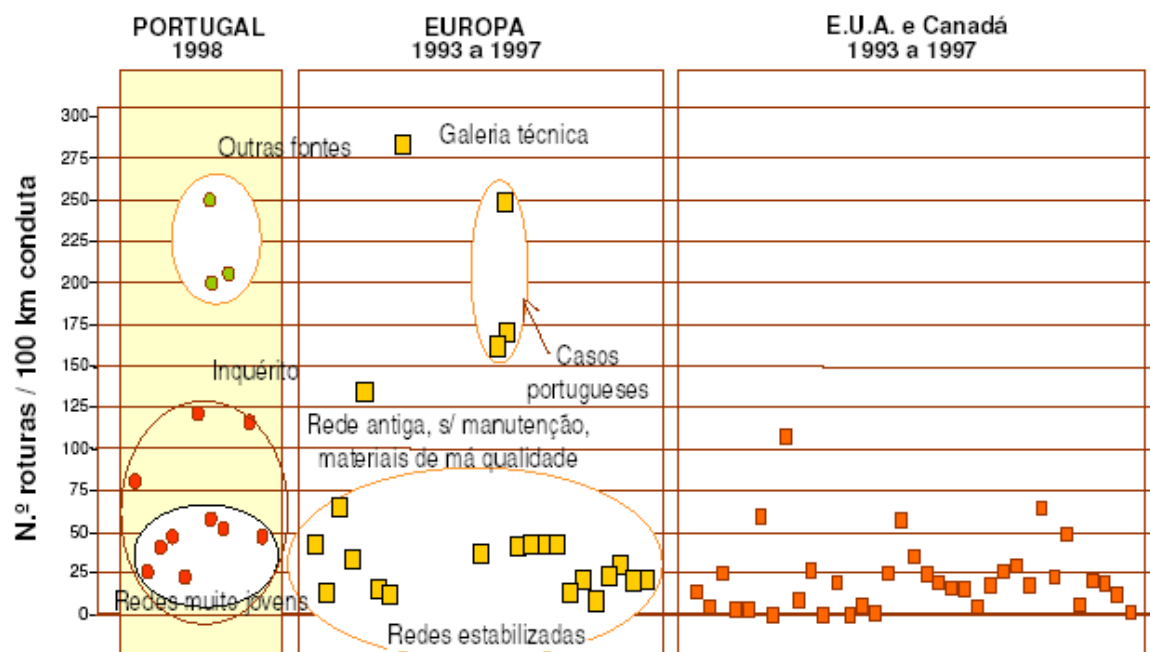 PORTUGAL
1998
EUROPA
1993 a 1997
E.U.A. e Canadá
1993 a 1997
N.º roturas / 100 km conduta
300
275
250
225
200
175
150
125
100
75
50
25
0
Outras fontes
Galeria técnica
Inquérito
Casos
portugueses
Rede antiga, s/ manutenção,
materiais de má qualidade
Redes muito jovens
Redes estabilizadas